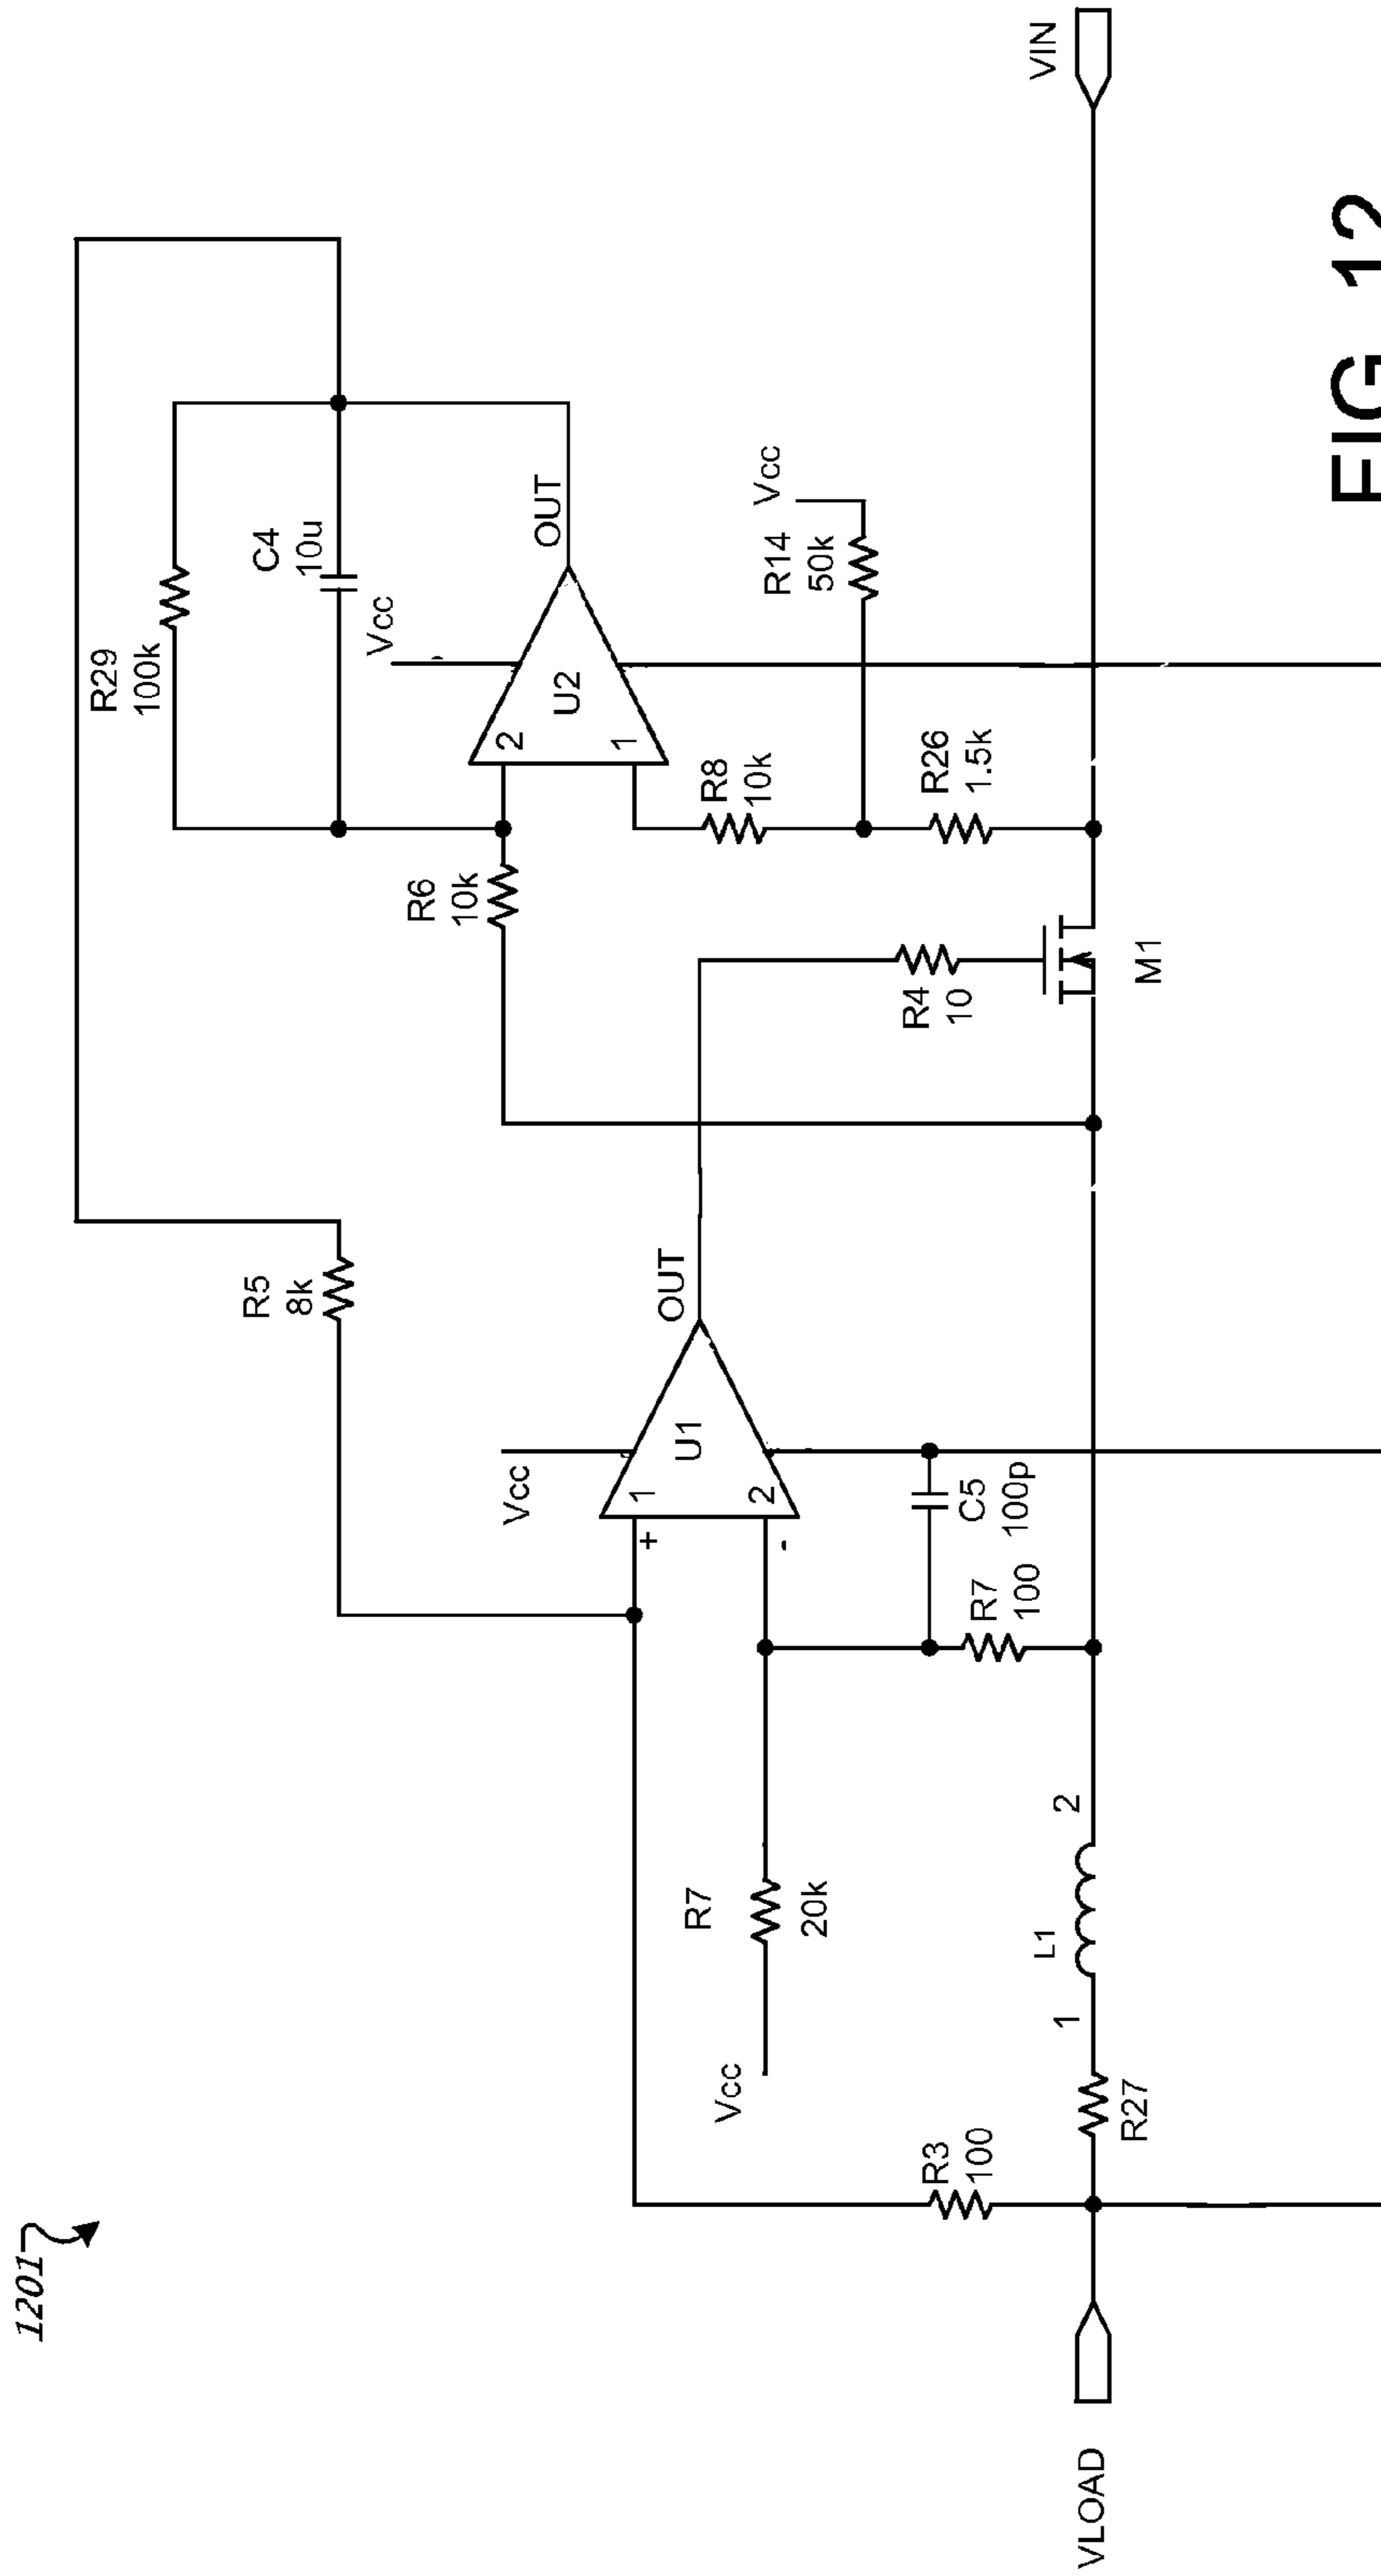 1201
VLOAD
R3
100
R27
1
L1
2
Vcc
R7
20k
R7
100
C5
100p
+
-
1
2
U1
Vcc
OUT
R5
8k
R4
10
M1
R6
10k
R8
10k
R26
1.5k
R14
50k
Vcc
2
1
U2
Vcc
OUT
C4
10u
R29
100k
VIN
FIG. 12